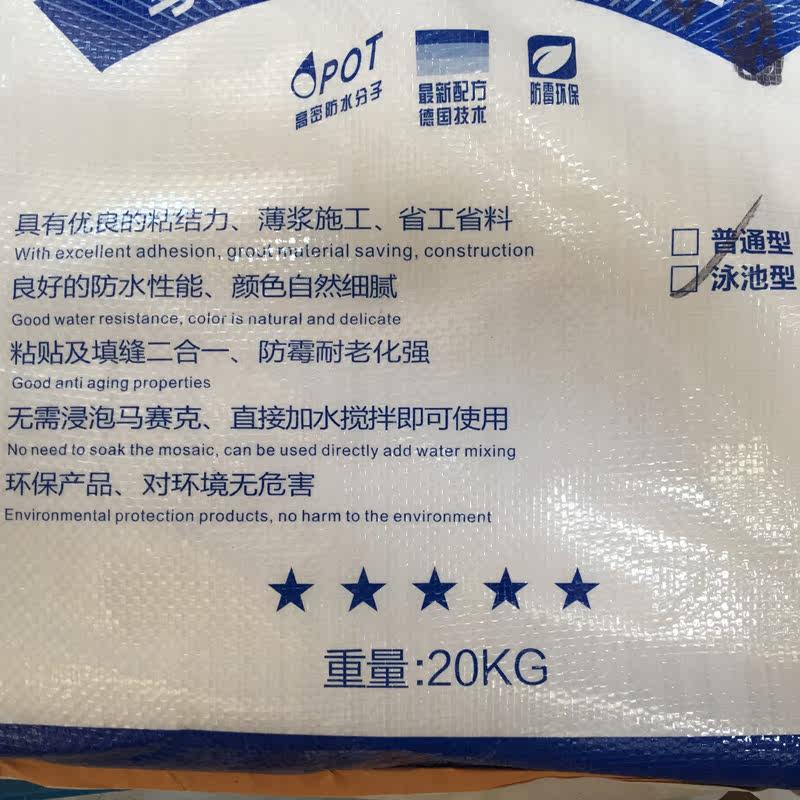 POT
高密防水分子
最新配方
德国技术
防霉环保
具有优良的粘结力、薄浆施工、省工省料
With excellent adhesion, grout material saving, construction
良好的防水性能、颜色自然细腻
Good water resistance, color is natural and delicate
粘贴及填缝二合一、防霉耐老化强
Good anti aging properties
无需浸泡马赛克、直接加水搅拌即可使用
No need to soak the mosaic, can be used directly add water mixing
环保产品、对环境无危害
Environmental protection products, no harm to the environment
普通型
泳池型
重量:20KG